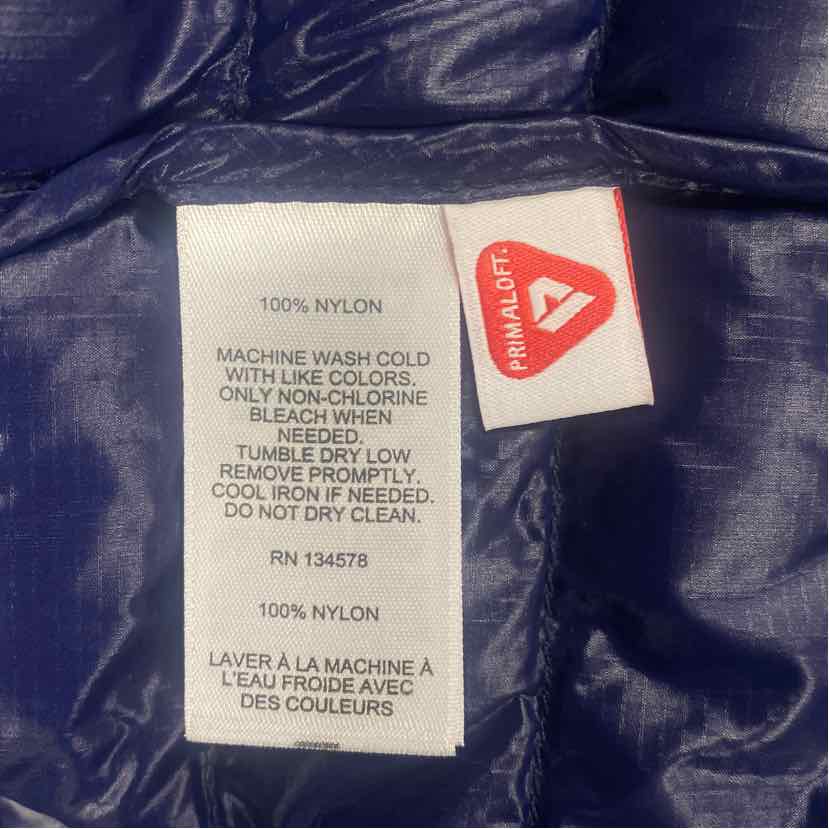 100% NYLON
MACHINE WASH COLD
WITH LIKE COLORS.
ONLY NON-CHLORINE
BLEACH WHEN
NEEDED.
TUMBLE DRY LOW
REMOVE PROMPTLY.
COOL IRON IF NEEDED.
DO NOT DRY CLEAN.
RN 134578
100% NYLON
LAVER À LA MACHINE À
L'EAU FROIDE AVEC
DES COULEURS
PRIMALOFT